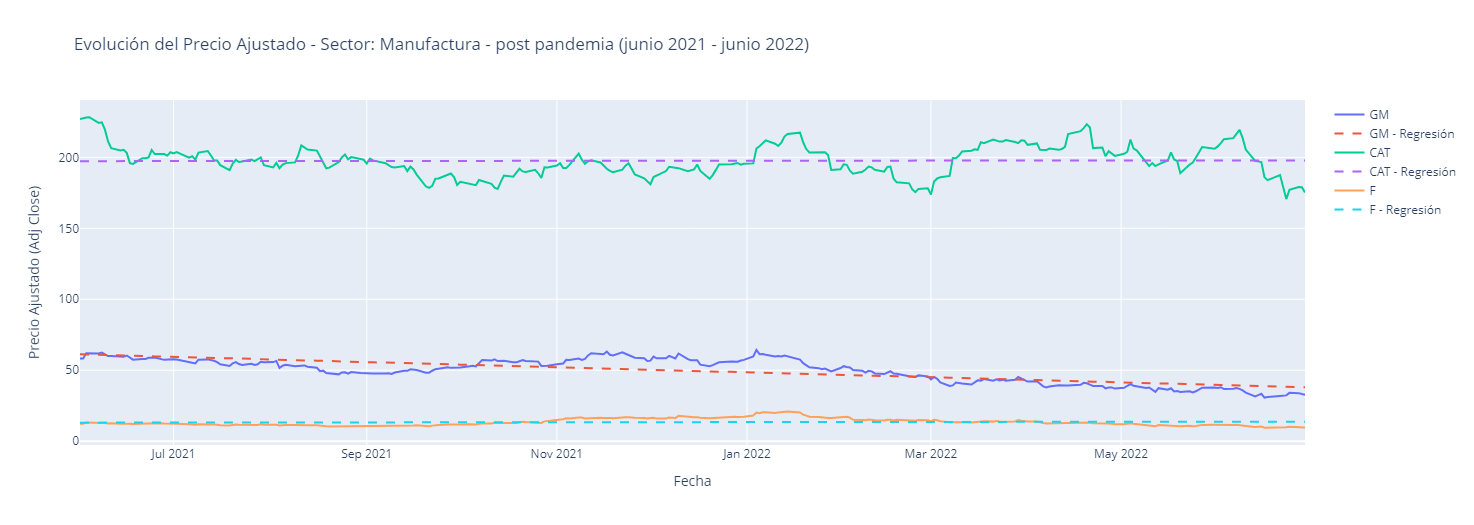 Evolución del Precio Ajustado - Sector: Manufactura - post pandemia (junio 2021 - junio 2022)
Precio Ajustado (Adj Close)
200
150
100
50
0
Jul 2021
Sep 2021
Nov 2021
Jan 2022
Mar 2022
May 2022
Fecha
GM
GM - Regresión
CAT
CAT - Regresión
F
F - Regresión